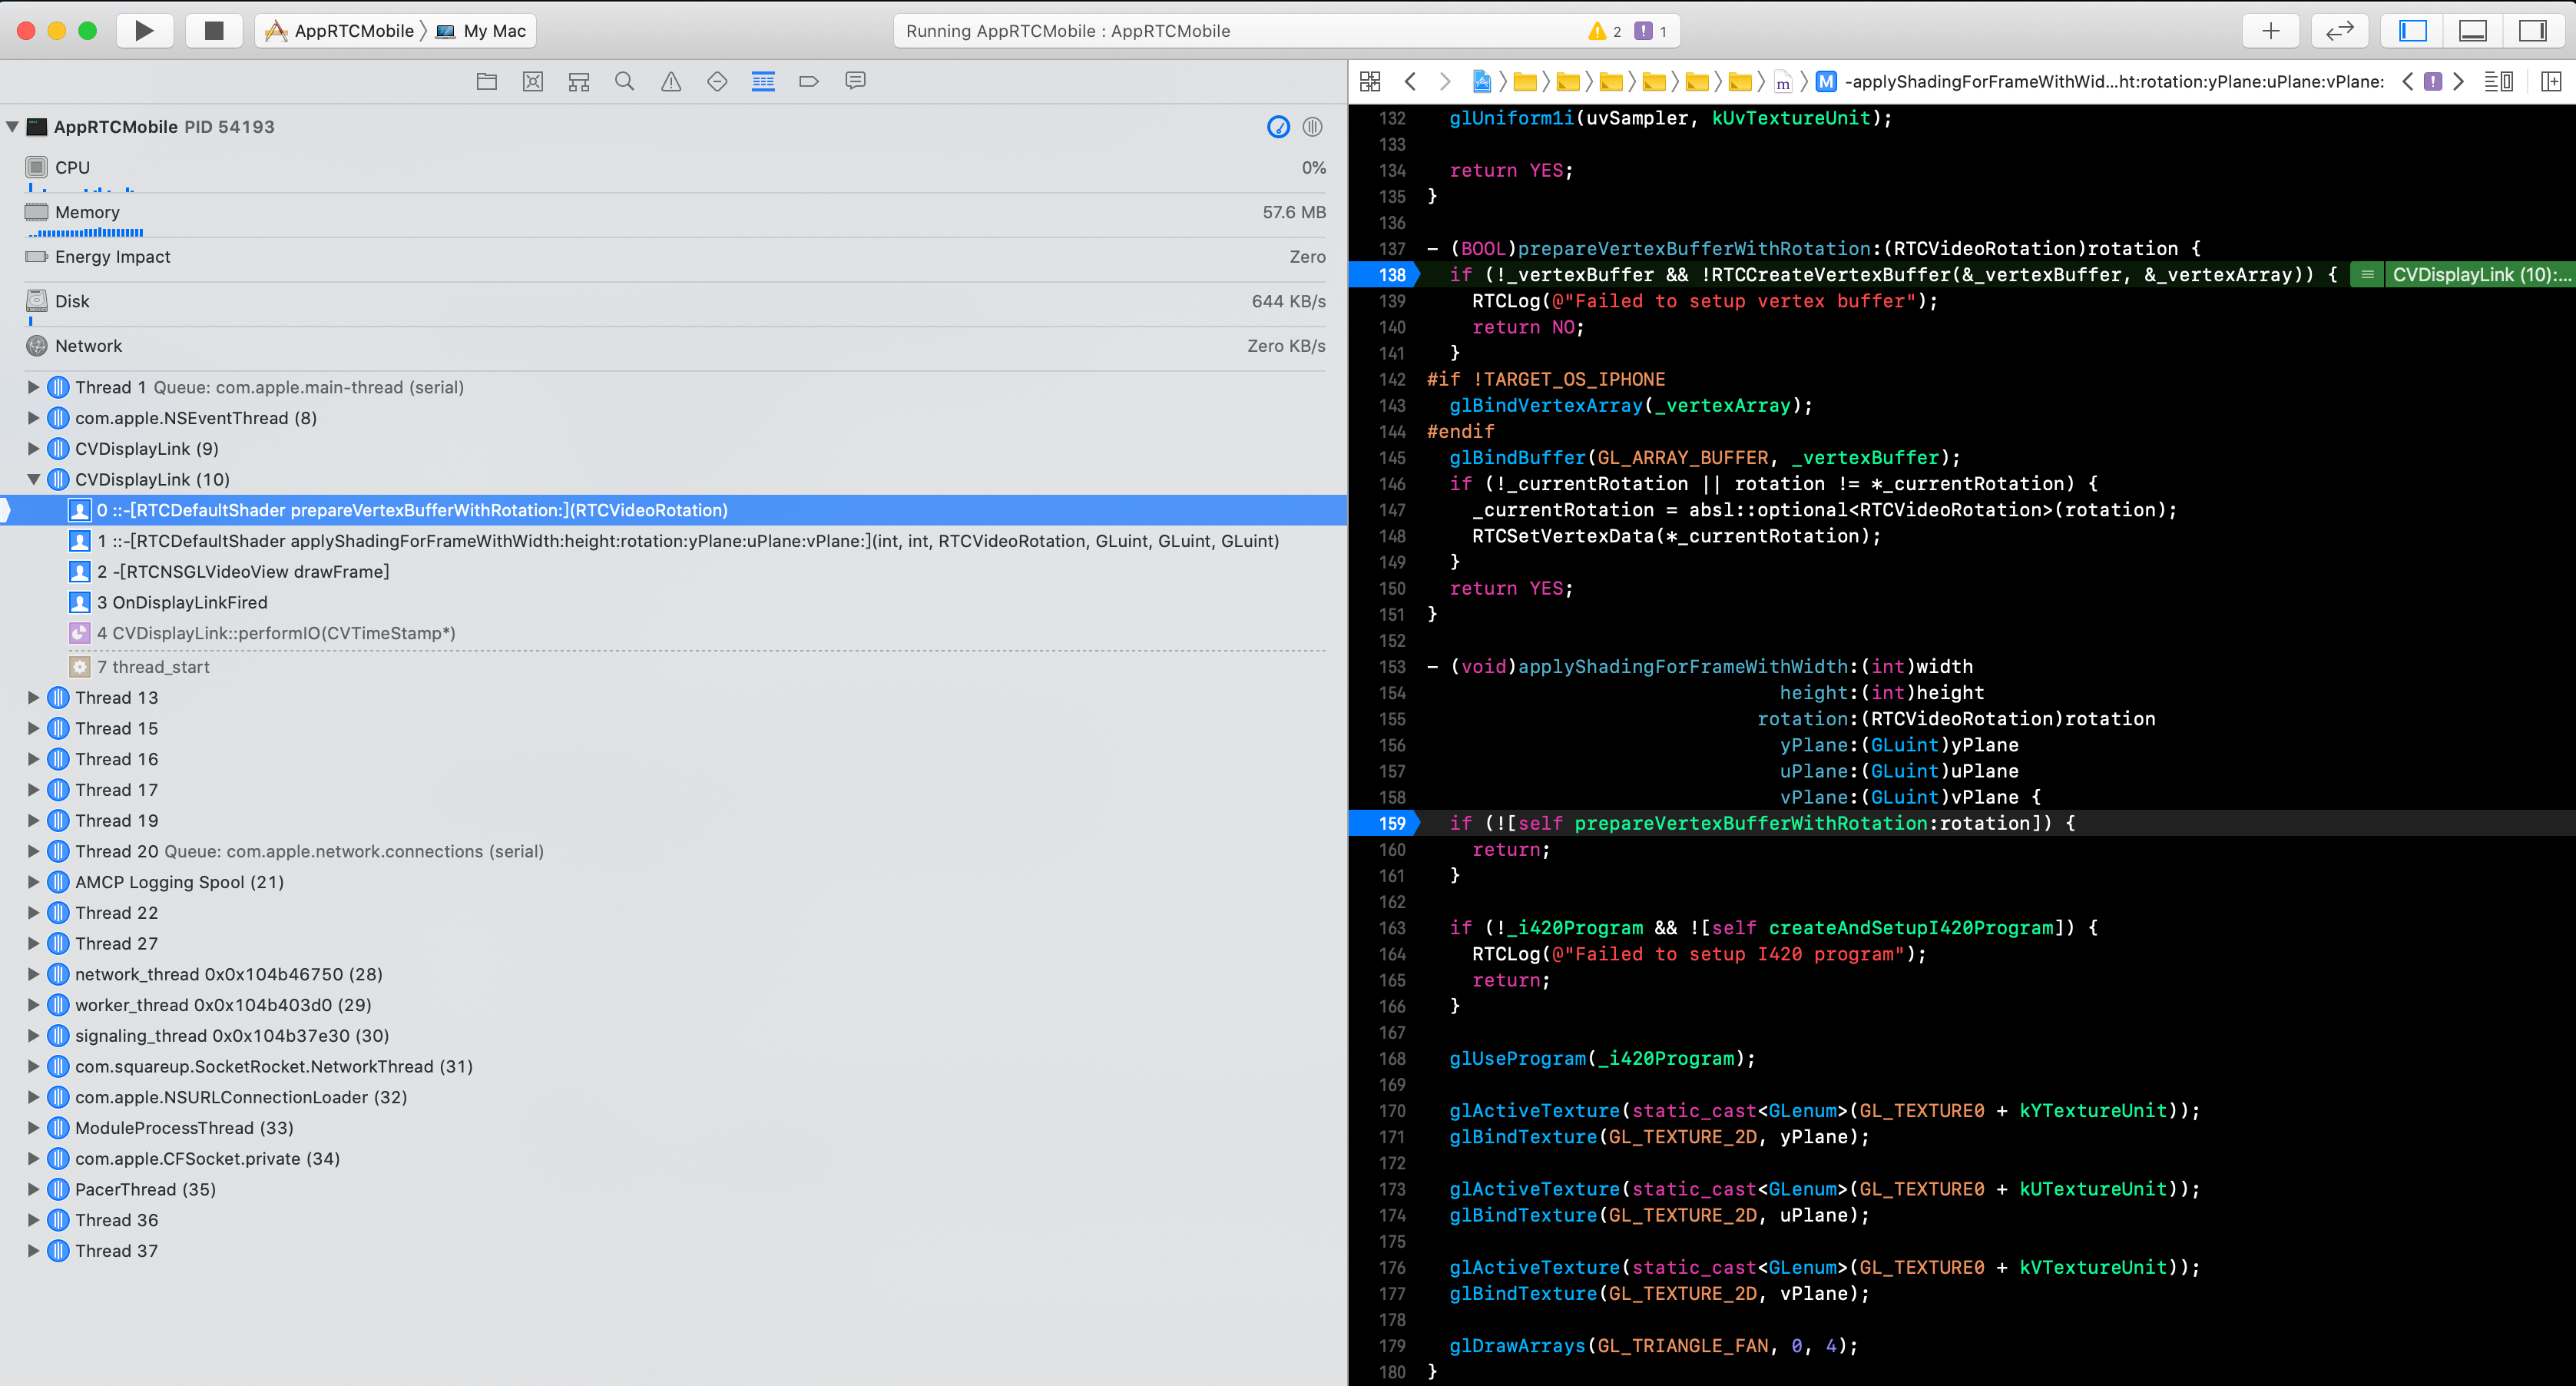 AppRTCMobile 〉 My Mac
Running AppRTCMobile : AppRTCMobile
2
1
AppRTCMobile PID 54193
CPU 0%
Memory 57.6 MB
Energy Impact Zero
Disk 644 KB/s
Network Zero KB/s
Thread 1 Queue: com.apple.main-thread (serial)
com.apple.NSEventThread (8)
CVDisplayLink (9)
CVDisplayLink (10)
0 ::-[RTCDefaultShader prepareVertexBufferWithRotation:](RTCVideoRotation)
1 ::-[RTCDefaultShader applyShadingForFrameWithWidth:height:rotation:yPlane:uPlane:vPlane:](int, int, RTCVideoRotation, GLuint, GLuint, GLuint)
2 -[RTCNSGLVideoView drawFrame]
3 OnDisplayLinkFired
4 CVDisplayLink::performIO(CVTimeStamp*)
7 thread_start
Thread 13
Thread 15
Thread 16
Thread 17
Thread 19
Thread 20 Queue: com.apple.network.connections (serial)
AMCP Logging Spool (21)
Thread 22
Thread 27
network_thread 0x0x104b46750 (28)
worker_thread 0x0x104b403d0 (29)
signaling_thread 0x0x104b37e30 (30)
com.squareup.SocketRocket.NetworkThread (31)
com.apple.NSURLConnectionLoader (32)
ModuleProcessThread (33)
com.apple.CFSocket.private (34)
PacerThread (35)
Thread 36
Thread 37
m 〉 M -applyShadingForFrameWithWid...ht:rotation:yPlane:uPlane:vPlane:
132 glUniform1i(uvSampler, kUvTextureUnit);
133
134 return YES;
135 }
136
137 - (BOOL)prepareVertexBufferWithRotation:(RTCVideoRotation)rotation {
138 if (!_vertexBuffer && !RTCCreateVertexBuffer(&_vertexBuffer, &_vertexArray)) { CVDisplayLink (10):...
139 RTCLog(@"Failed to setup vertex buffer");
140 return NO;
141 }
142 #if !TARGET_OS_IPHONE
143 glBindVertexArray(_vertexArray);
144 #endif
145 glBindBuffer(GL_ARRAY_BUFFER, _vertexBuffer);
146 if (!_currentRotation || rotation != *_currentRotation) {
147 _currentRotation = absl::optional<RTCVideoRotation>(rotation);
148 RTCSetVertexData(*_currentRotation);
149 }
150 return YES;
151 }
152
153 - (void)applyShadingForFrameWithWidth:(int)width
154 height:(int)height
155 rotation:(RTCVideoRotation)rotation
156 yPlane:(GLuint)yPlane
157 uPlane:(GLuint)uPlane
158 vPlane:(GLuint)vPlane {
159 if (![self prepareVertexBufferWithRotation:rotation]) {
160 return;
161 }
162
163 if (!_i420Program && ![self createAndSetupI420Program]) {
164 RTCLog(@"Failed to setup I420 program");
165 return;
166 }
167
168 glUseProgram(_i420Program);
169
170 glActiveTexture(static_cast<GLenum>(GL_TEXTURE0 + kYTextureUnit));
171 glBindTexture(GL_TEXTURE_2D, yPlane);
172
173 glActiveTexture(static_cast<GLenum>(GL_TEXTURE0 + kUTextureUnit));
174 glBindTexture(GL_TEXTURE_2D, uPlane);
175
176 glActiveTexture(static_cast<GLenum>(GL_TEXTURE0 + kVTextureUnit));
177 glBindTexture(GL_TEXTURE_2D, vPlane);
178
179 glDrawArrays(GL_TRIANGLE_FAN, 0, 4);
180 }